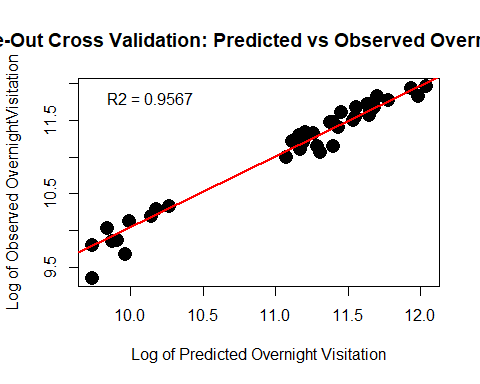 e-Out Cross Validation: Predicted vs Observed Overn
Log of Observed OvernightVisitation
11.5
10.5
9.5
R2 = 0.9567
10.0 10.5 11.0 11.5 12.0
Log of Predicted Overnight Visitation